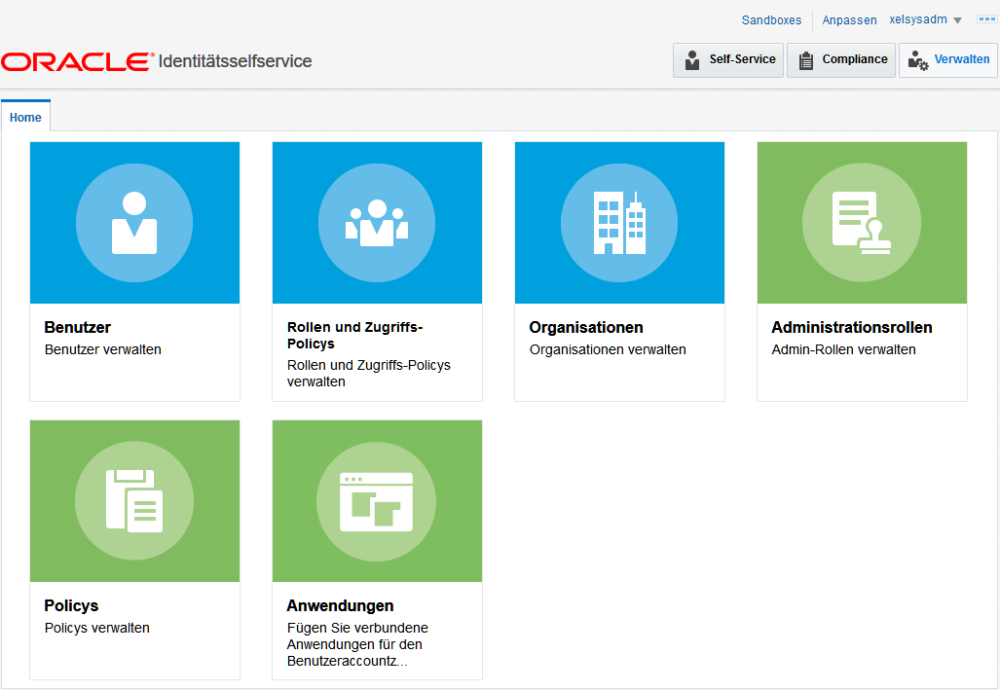 Sandboxes
Anpassen
xelsysadm
ORACLE® Identitätsselfservice
Self-Service
Compliance
Verwalten
Home
Benutzer
Benutzer verwalten
Rollen und Zugriffs-
Policys
Rollen und Zugriffs-Policys
verwalten
Organisationen
Organisationen verwalten
Administrationsrollen
Admin-Rollen verwalten
Policys
Policys verwalten
Anwendungen
Fügen Sie verbundene
Anwendungen für den
Benutzeraccountz...